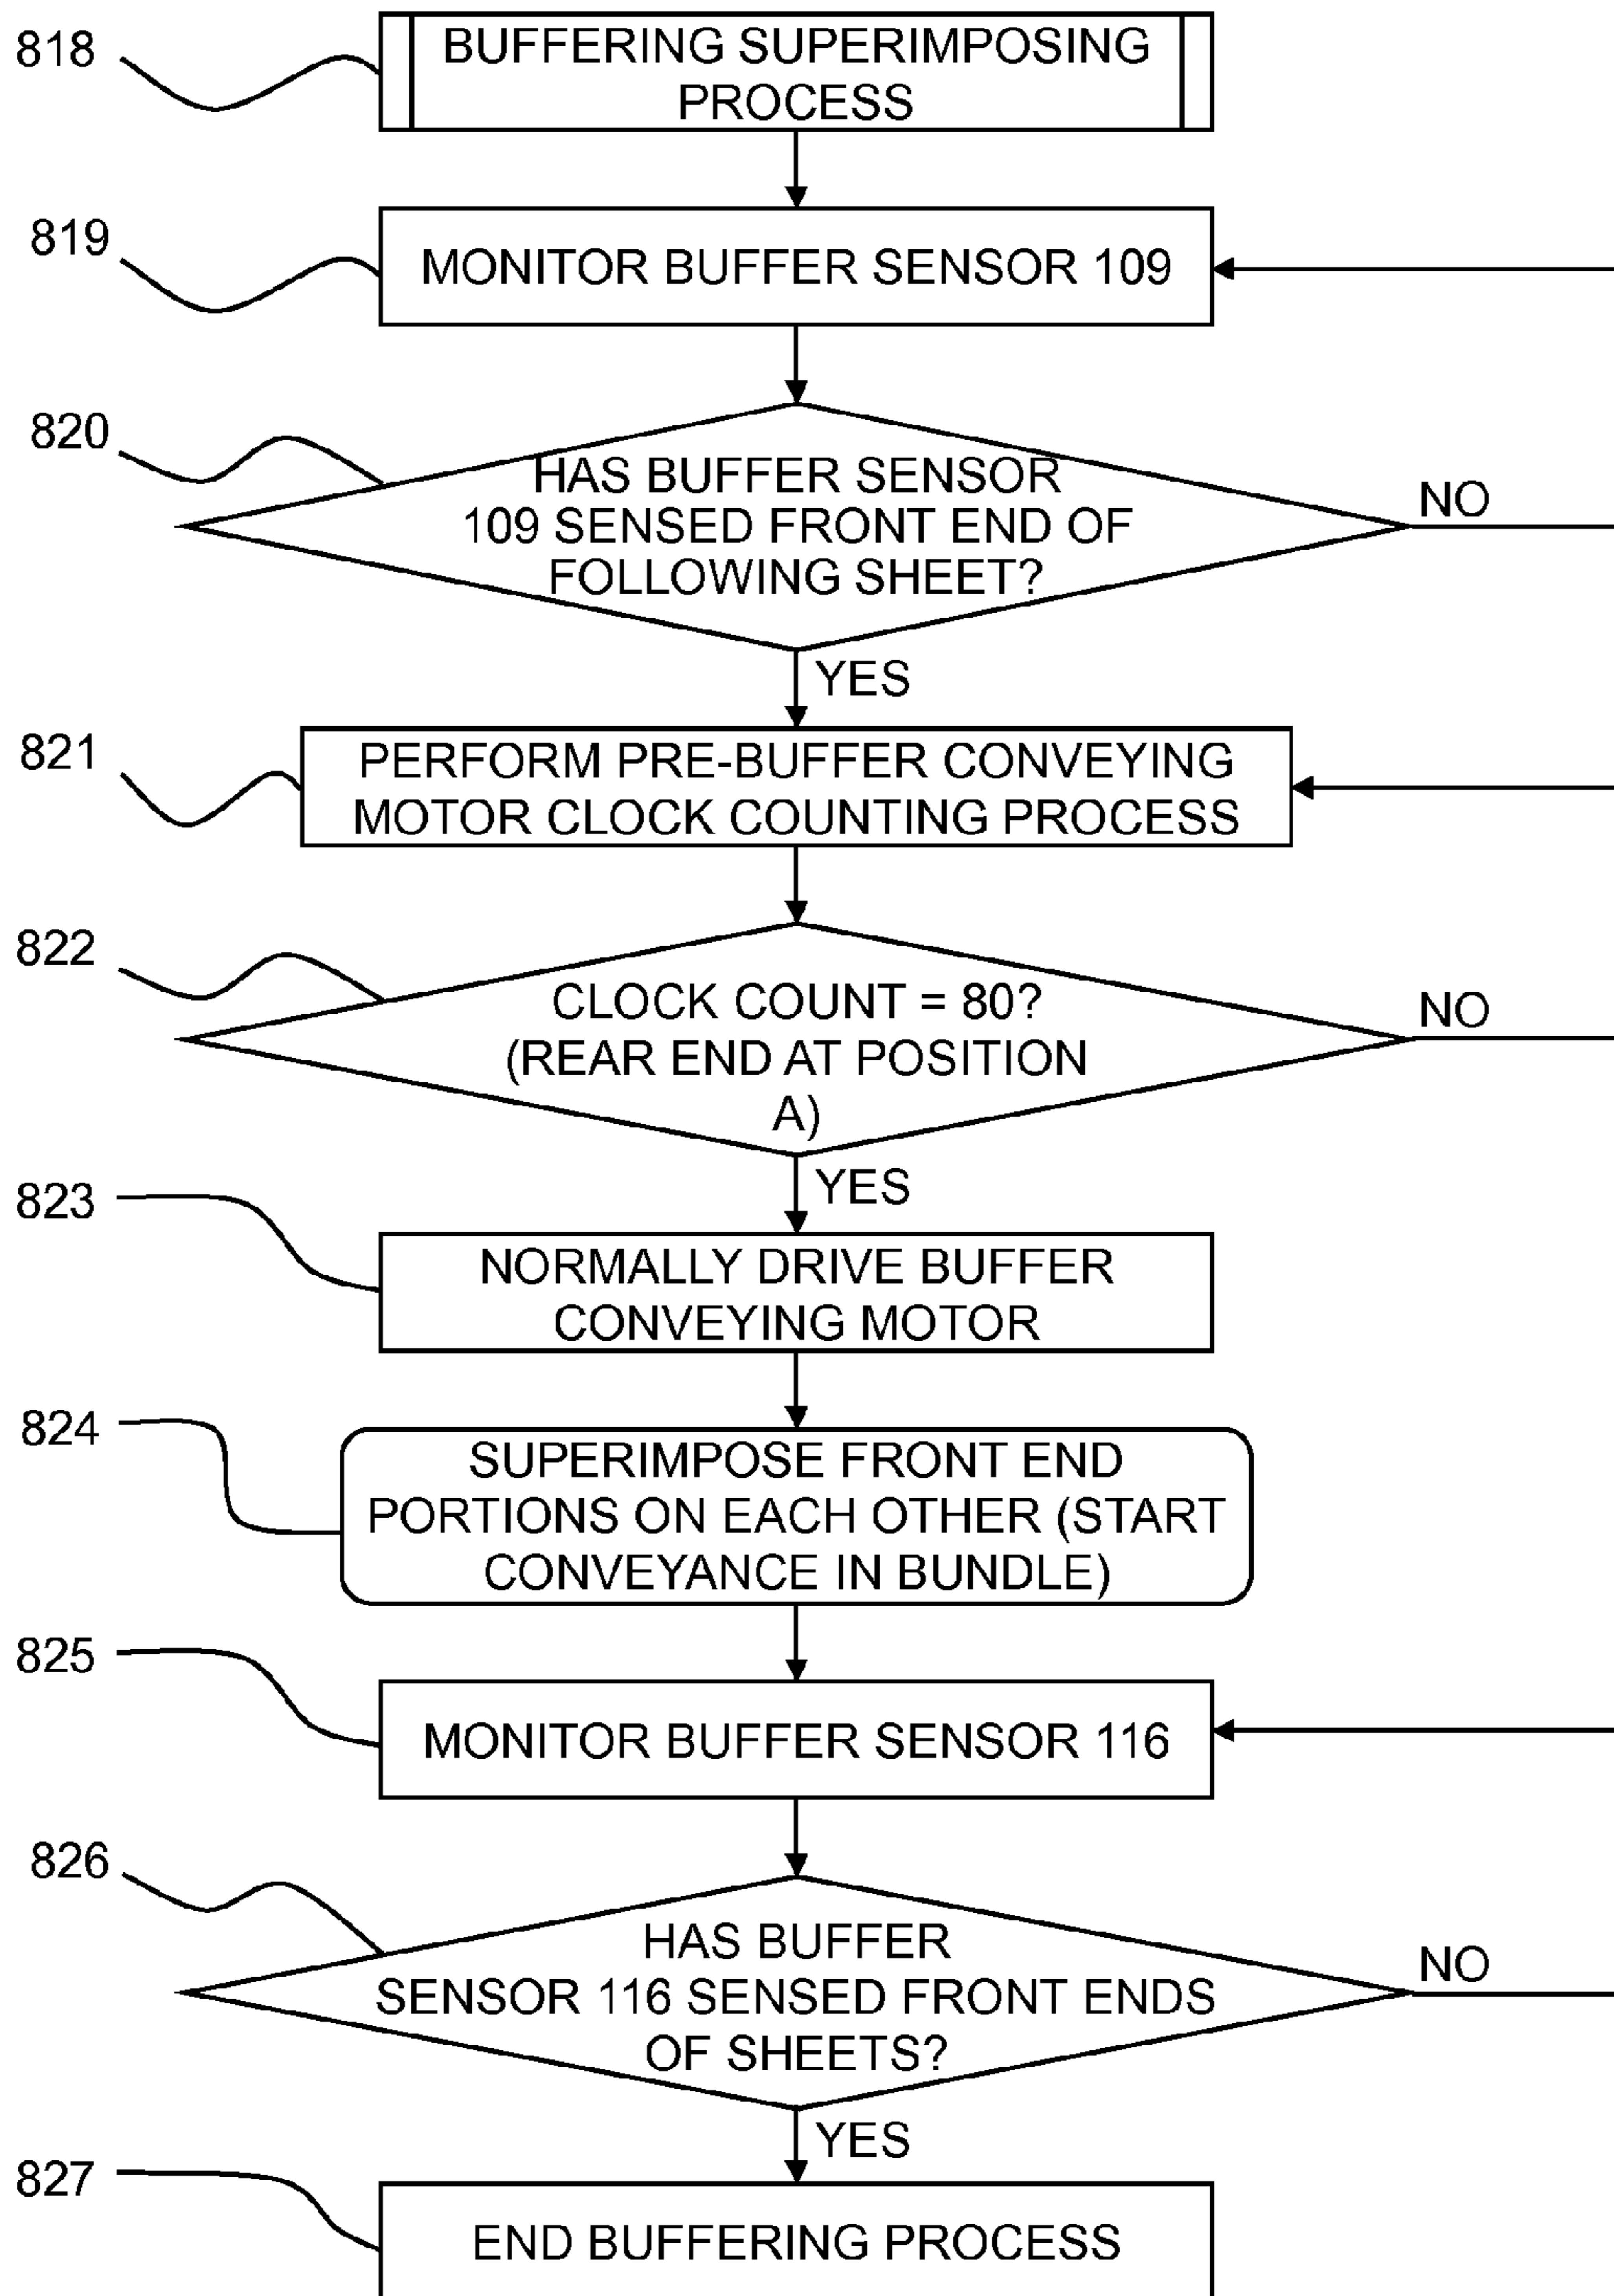 818
BUFFERING SUPERIMPOSING
PROCESS
819
MONITOR BUFFER SENSOR 109
820
HAS BUFFER SENSOR
109 SENSED FRONT END OF
FOLLOWING SHEET?
NO
YES
821
PERFORM PRE-BUFFER CONVEYING
MOTOR CLOCK COUNTING PROCESS
822
CLOCK COUNT = 80?
(REAR END AT POSITION
A)
NO
YES
823
NORMALLY DRIVE BUFFER
CONVEYING MOTOR
824
SUPERIMPOSE FRONT END
PORTIONS ON EACH OTHER (START
CONVEYANCE IN BUNDLE)
825
MONITOR BUFFER SENSOR 116
826
HAS BUFFER
SENSOR 116 SENSED FRONT ENDS
OF SHEETS?
NO
YES
827
END BUFFERING PROCESS